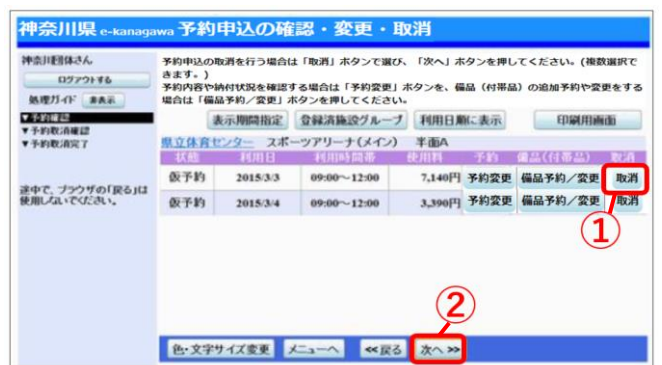 神奈川県 e-kanagawa 予約申込の確認・変更・取消
神奈川団体さん
ログアウトする
処理ガイド 非表示
▼予約確認
▼予約取消確認
▼予約取消完了
途中で、ブラウザの「戻る」は
使用しないでください。
予約申込の取消を行う場合は「取消」ボタンで選び、「次へ」ボタンを押してください。(複数選択で
きます。)
予約内容や納付状況を確認する場合は「予約変更」ボタンを、備品(付帯品)の追加予約や変更をする
場合は「備品予約/変更」ボタンを押してください。
表示期間指定 登録済施設グループ 利用日順に表示 印刷用画面
県立体育センター スポーツアリーナ(メイン) 半面A
状態 利用日 利用時間帯 使用料 予約 備品(付帯品) 取消
仮予約 2015/3/3 09:00~12:00 7,140円 予約変更 備品予約/変更 取消
仮予約 2015/3/4 09:00~12:00 3,390円 予約変更 備品予約/変更 取消
①
②
色・文字サイズ変更 メニューへ ≪戻る 次へ≫